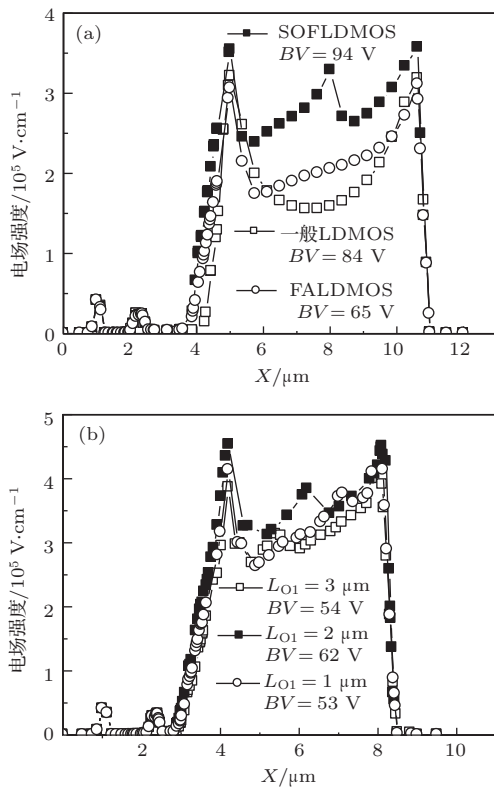 (a)
SOFLDMOS
BV = 94 V
一般LDMOS
BV = 84 V
FALDMOS
BV = 65 V
电场强度/10⁵ V·cm⁻¹
4
3
2
1
0
0 2 4 6 8 10 12
X/μm
(b)
L_O1 = 3 μm
BV = 54 V
L_O1 = 2 μm
BV = 62 V
L_O1 = 1 μm
BV = 53 V
电场强度/10⁵ V·cm⁻¹
5
4
3
2
1
0
0 2 4 6 8 10
X/μm